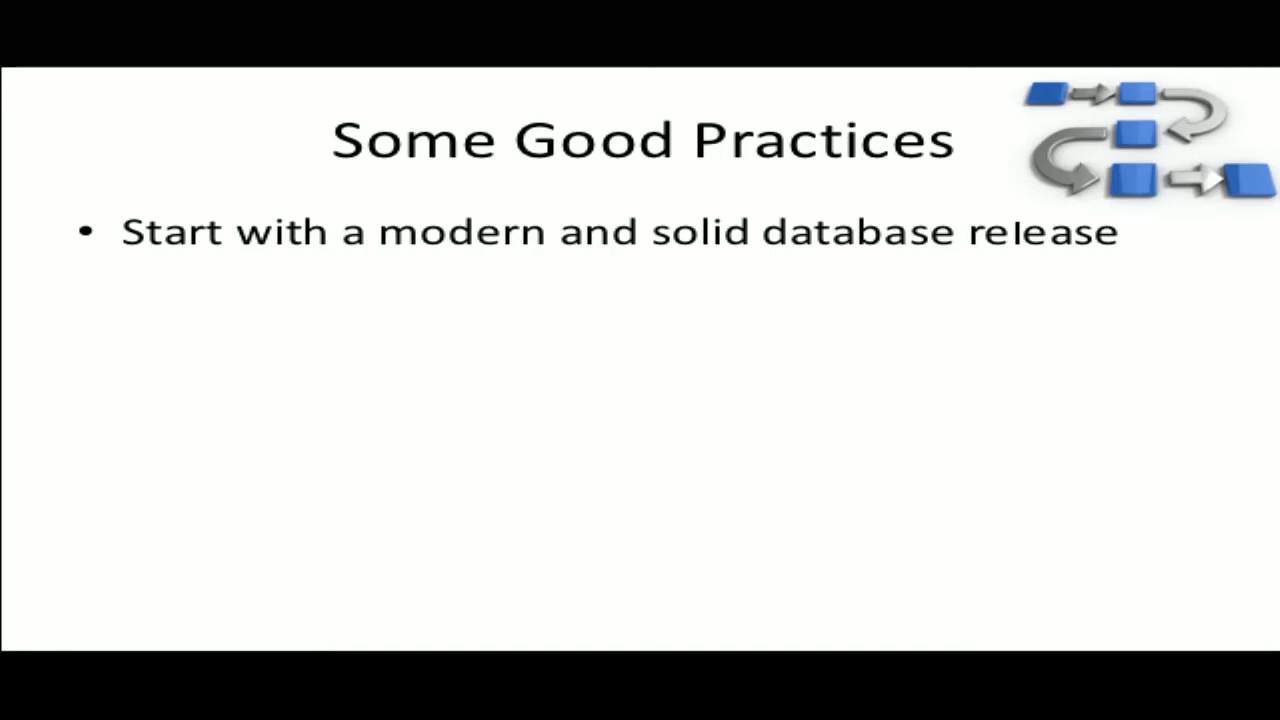 Some Good Practices
• Start with a modern and solid database release